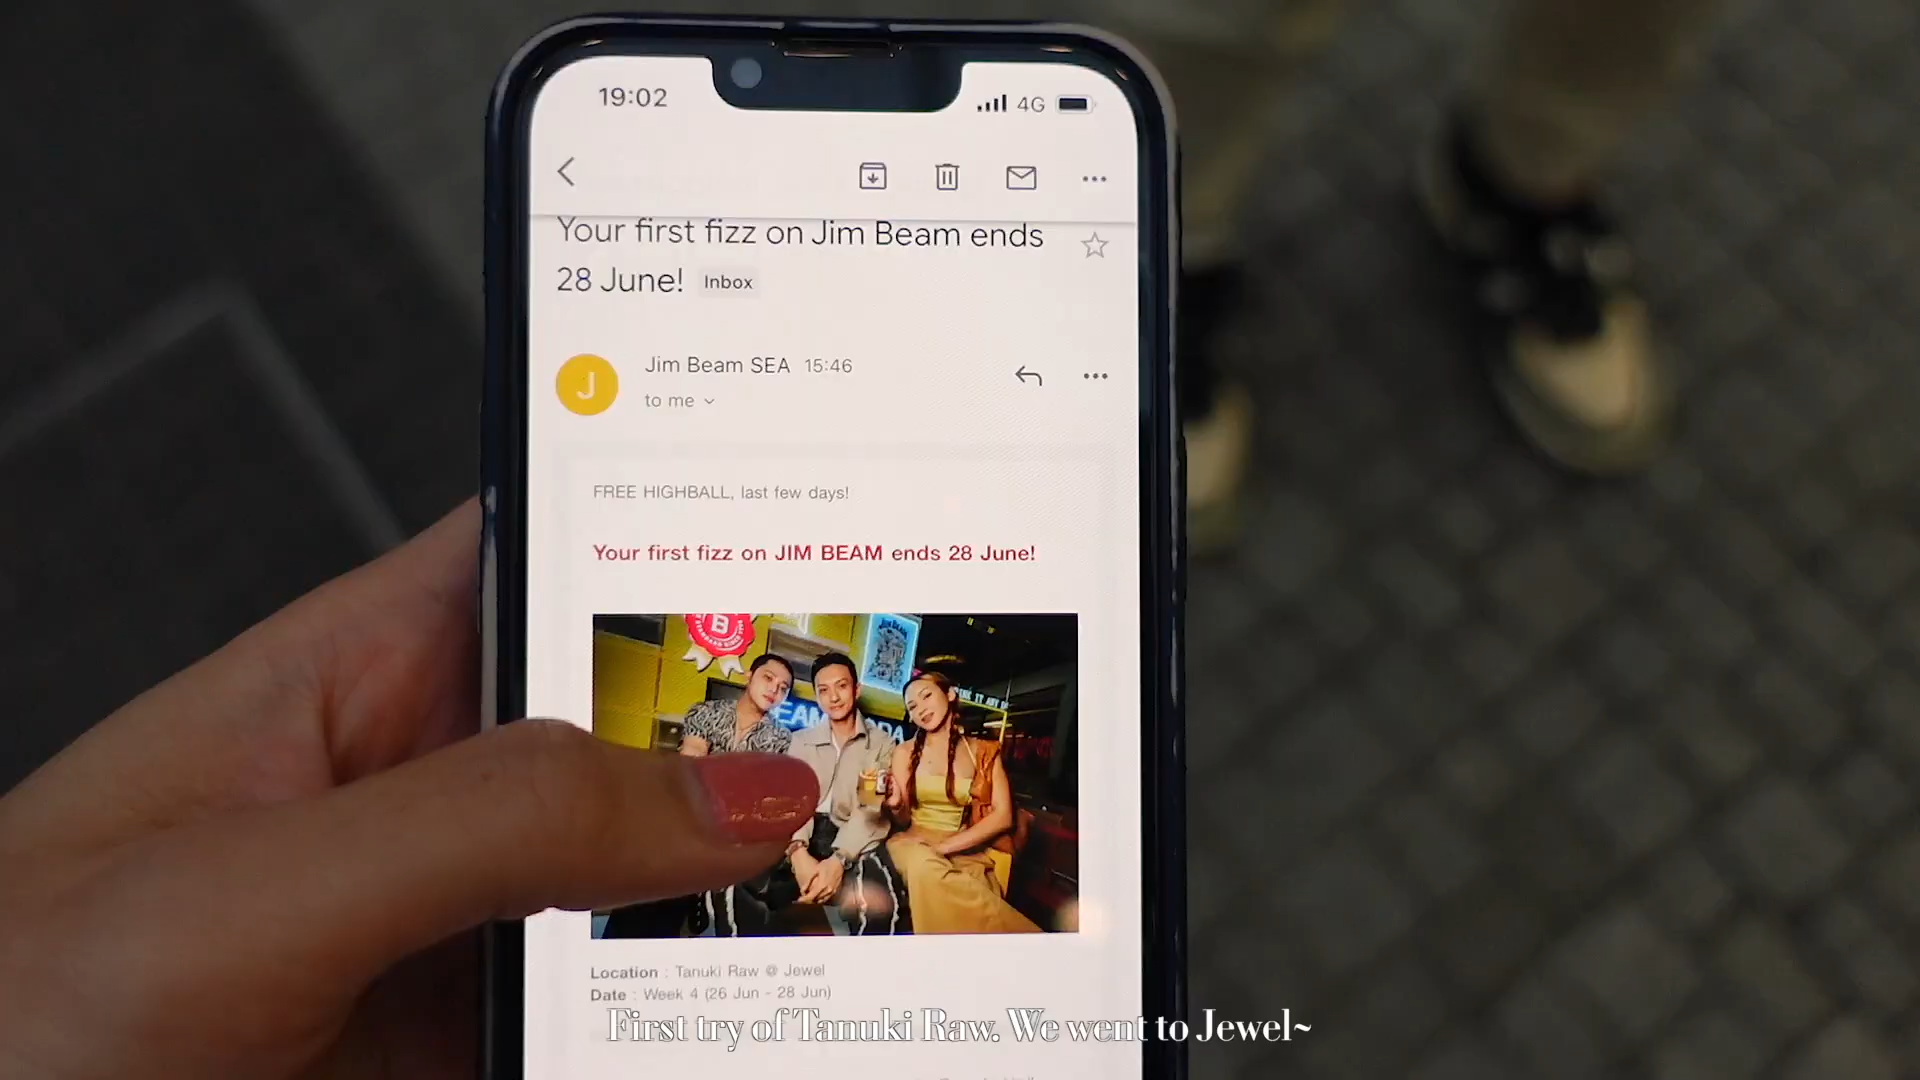 19:02
4G
Your first fizz on Jim Beam ends
28 June! Inbox
J
Jim Beam SEA 15:46
to me
FREE HIGHBALL, last few days!
Your first fizz on JIM BEAM ends 28 June!
B
JIM BEAM
Location : Tanuki Raw @ Jewel
Date : Week 4 (26 Jun - 28 Jun)
First try of Tanuki Raw. We went to Jewel~